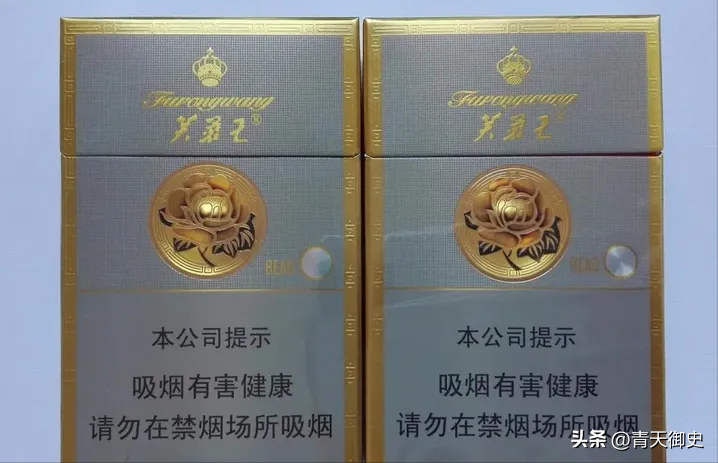 Furongwang
芙蓉王®
BEAD
本公司提示
吸烟有害健康
请勿在禁烟场所吸烟
Furongwang
芙蓉王®
BEAD
本公司提示
吸烟有害健康
请勿在禁烟场所吸烟
头条@青天御史